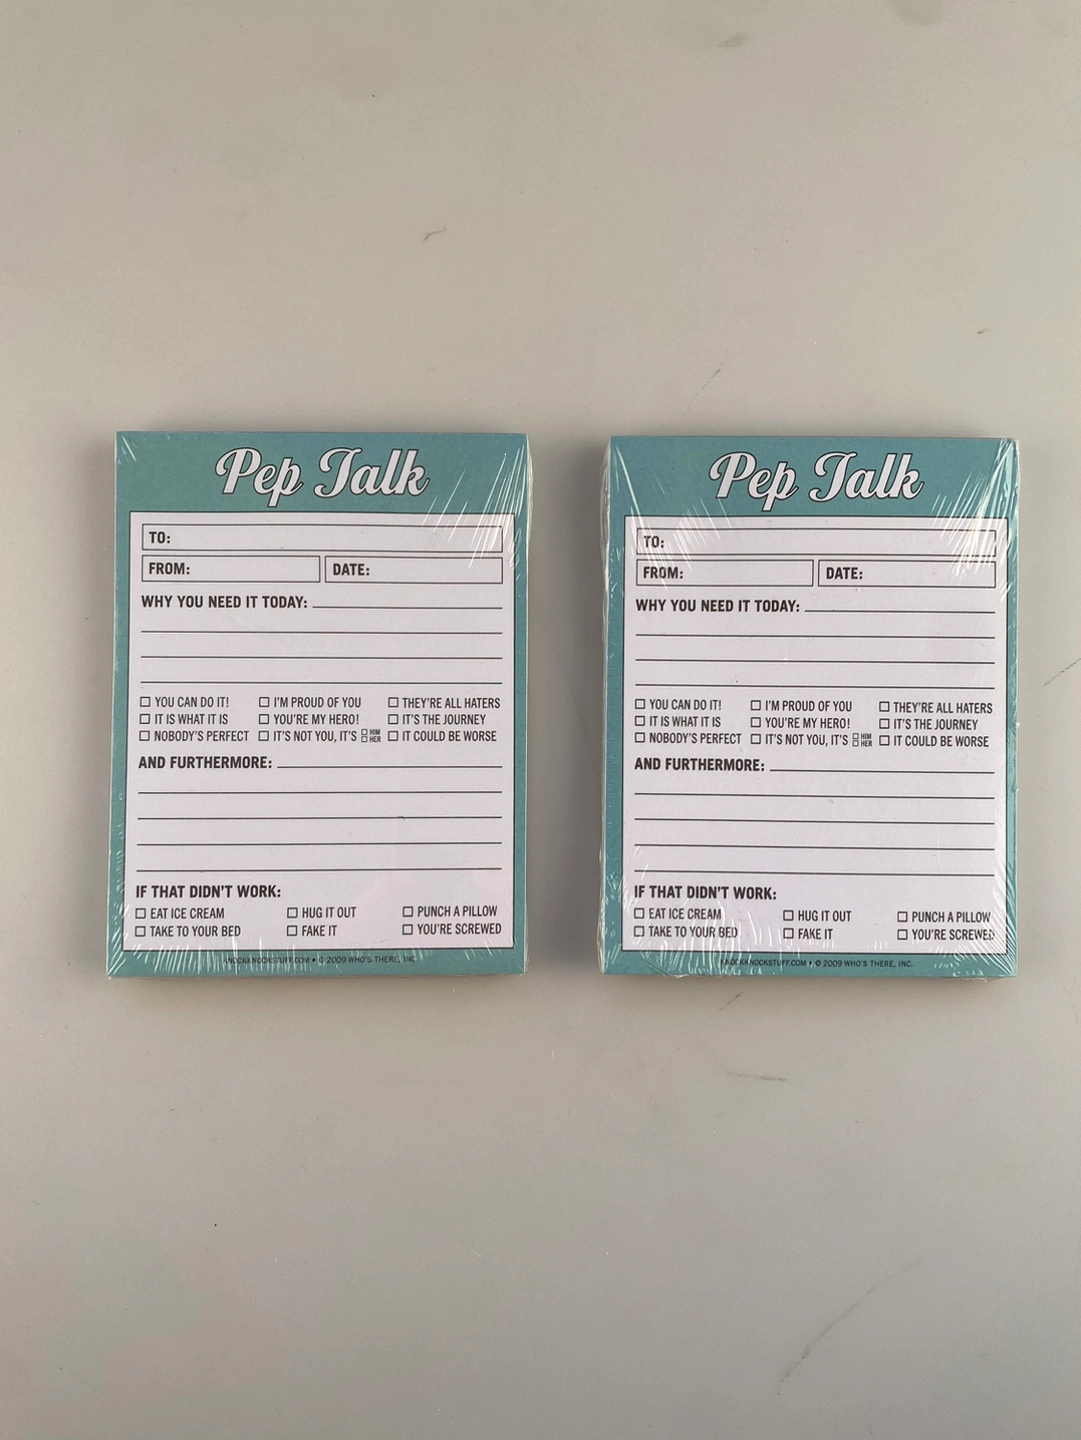 Pep Talk
TO:
FROM: DATE:
WHY YOU NEED IT TODAY:
YOU CAN DO IT! I'M PROUD OF YOU THEY'RE ALL HATERS
IT IS WHAT IT IS YOU'RE MY HERO! IT'S THE JOURNEY
NOBODY'S PERFECT IT'S NOT YOU, IT'S HIM HER IT COULD BE WORSE
AND FURTHERMORE:
IF THAT DIDN'T WORK:
EAT ICE CREAM HUG IT OUT PUNCH A PILLOW
TAKE TO YOUR BED FAKE IT YOU'RE SCREWED
KNOCKKNOCKSTUFF.COM • © 2009 WHO'S THERE, INC.
Pep Talk
TO:
FROM: DATE:
WHY YOU NEED IT TODAY:
YOU CAN DO IT! I'M PROUD OF YOU THEY'RE ALL HATERS
IT IS WHAT IT IS YOU'RE MY HERO! IT'S THE JOURNEY
NOBODY'S PERFECT IT'S NOT YOU, IT'S HIM HER IT COULD BE WORSE
AND FURTHERMORE:
IF THAT DIDN'T WORK:
EAT ICE CREAM HUG IT OUT PUNCH A PILLOW
TAKE TO YOUR BED FAKE IT YOU'RE SCREWED
KNOCKKNOCKSTUFF.COM • © 2009 WHO'S THERE, INC.